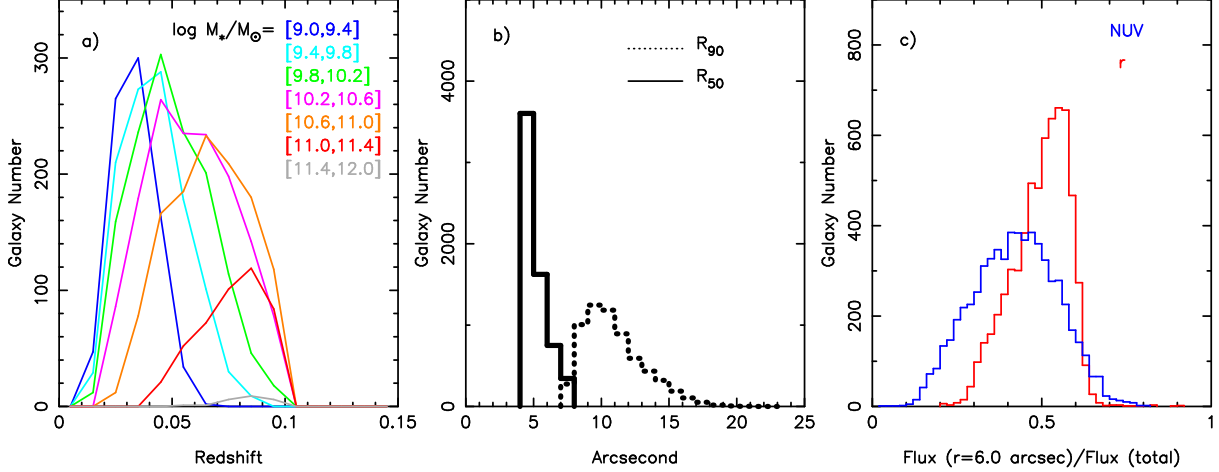 a)
log M*/M⊙=
[9.0,9.4]
[9.4,9.8]
[9.8,10.2]
[10.2,10.6]
[10.6,11.0]
[11.0,11.4]
[11.4,12.0]
Galaxy Number
0 100 200 300
0 0.05 0.1 0.15
Redshift
b)
R90
R50
Galaxy Number
0 2000 4000
0 5 10 15 20 25
Arcsecond
c)
NUV
r
Galaxy Number
0 200 400 600 800
0 0.5 1
Flux (r=6.0 arcsec)/Flux (total)